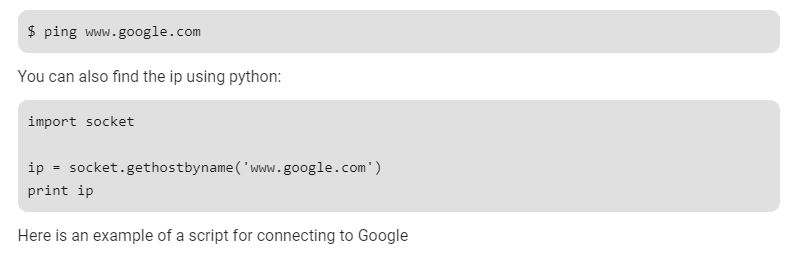 $ ping www.google.com
You can also find the ip using python:
import socket
ip = socket.gethostbyname('www.google.com')
print ip
Here is an example of a script for connecting to Google